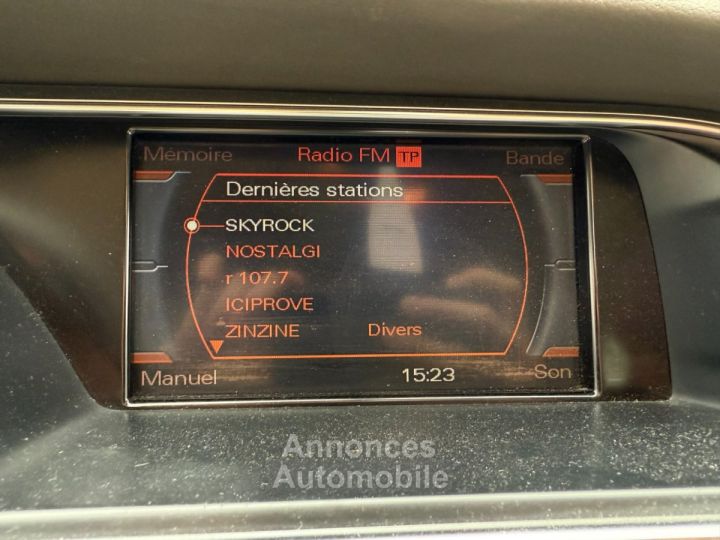 Mémoire Radio FM TP Bande
Dernières stations
SKYROCK
NOSTALGI
r 107.7
ICIPROVE
ZINZINE Divers
Manuel 15:23 Son
Annonces
Automobile